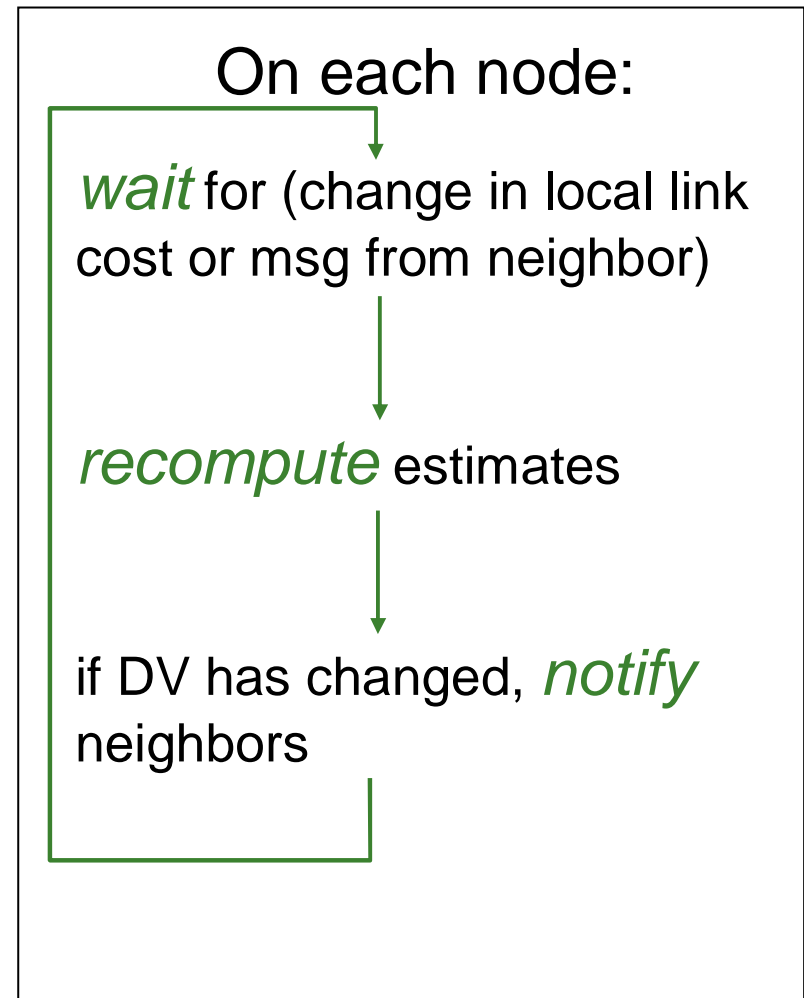 On each node:
wait for (change in local link
cost or msg from neighbor)
recompute estimates
if DV has changed, notify
neighbors